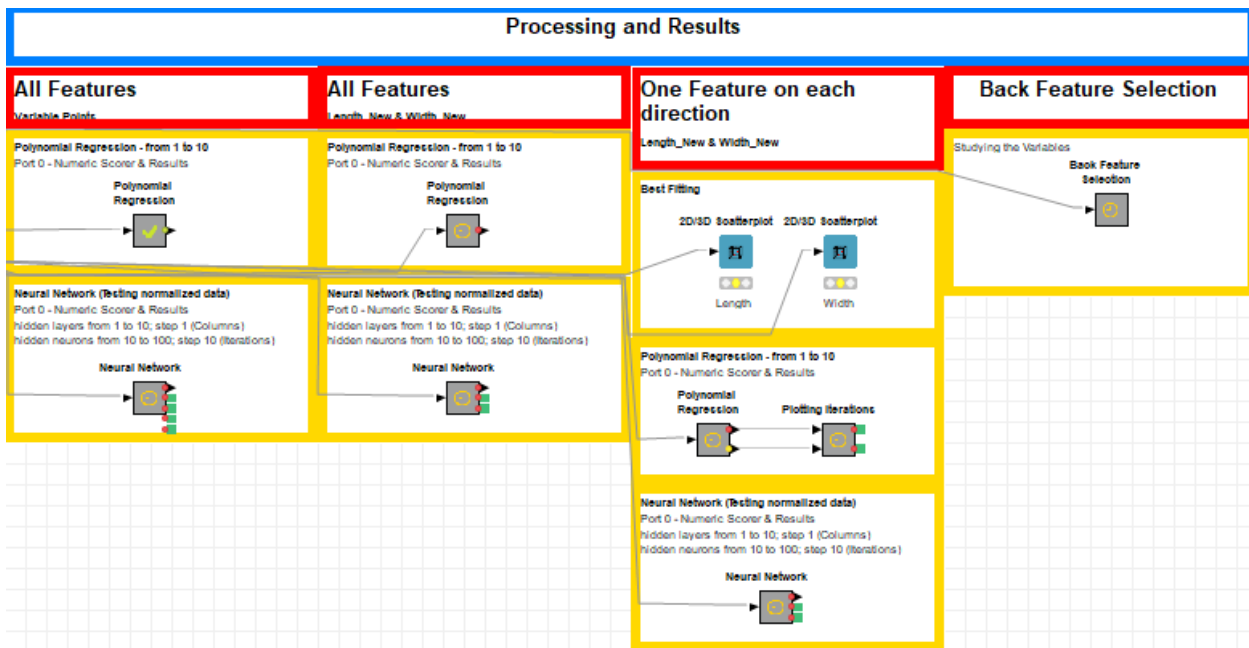 Processing and Results
All Features
Variable Points
Polynomial Regression - from 1 to 10
Port 0 - Numeric Scorer & Results
Polynomial
Regression
Neural Network (Testing normalized data)
Port 0 - Numeric Scorer & Results
hidden layers from 1 to 10; step 1 (Columns)
hidden neurons from 10 to 100; step 10 (Iterations)
Neural Network
All Features
Length_New & Width_New
Polynomial Regression - from 1 to 10
Port 0 - Numeric Scorer & Results
Polynomial
Regression
Neural Network (Testing normalized data)
Port 0 - Numeric Scorer & Results
hidden layers from 1 to 10; step 1 (Columns)
hidden neurons from 10 to 100; step 10 (Iterations)
Neural Network
One Feature on each
direction
Length_New & Width_New
Best Fitting
2D/3D Scatterplot 2D/3D Scatterplot
Length Width
Polynomial Regression - from 1 to 10
Port 0 - Numeric Scorer & Results
Polynomial
Regression Plotting Iterations
Neural Network (Testing normalized data)
Port 0 - Numeric Scorer & Results
hidden layers from 1 to 10; step 1 (Columns)
hidden neurons from 10 to 100; step 10 (Iterations)
Neural Network
Back Feature Selection
Studying the Variables
Back Feature
Selection